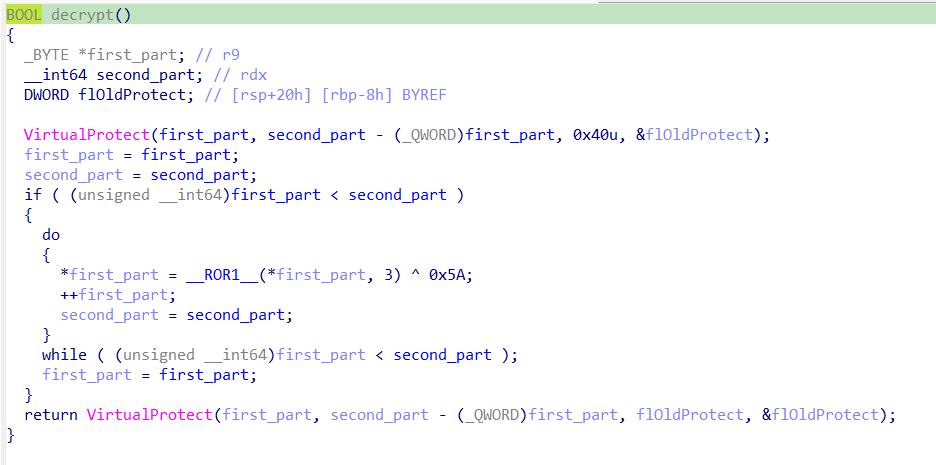 BOOL decrypt()
{
  _BYTE *first_part; // r9
  __int64 second_part; // rdx
  DWORD flOldProtect; // [rsp+20h] [rbp-8h] BYREF

  VirtualProtect(first_part, second_part - (_QWORD)first_part, 0x40u, &flOldProtect);
  first_part = first_part;
  second_part = second_part;
  if ( (unsigned __int64)first_part < second_part )
  {
    do
    {
      *first_part = __ROR1__(*first_part, 3) ^ 0x5A;
      ++first_part;
      second_part = second_part;
    }
    while ( (unsigned __int64)first_part < second_part );
    first_part = first_part;
  }
  return VirtualProtect(first_part, second_part - (_QWORD)first_part, flOldProtect, &flOldProtect);
}